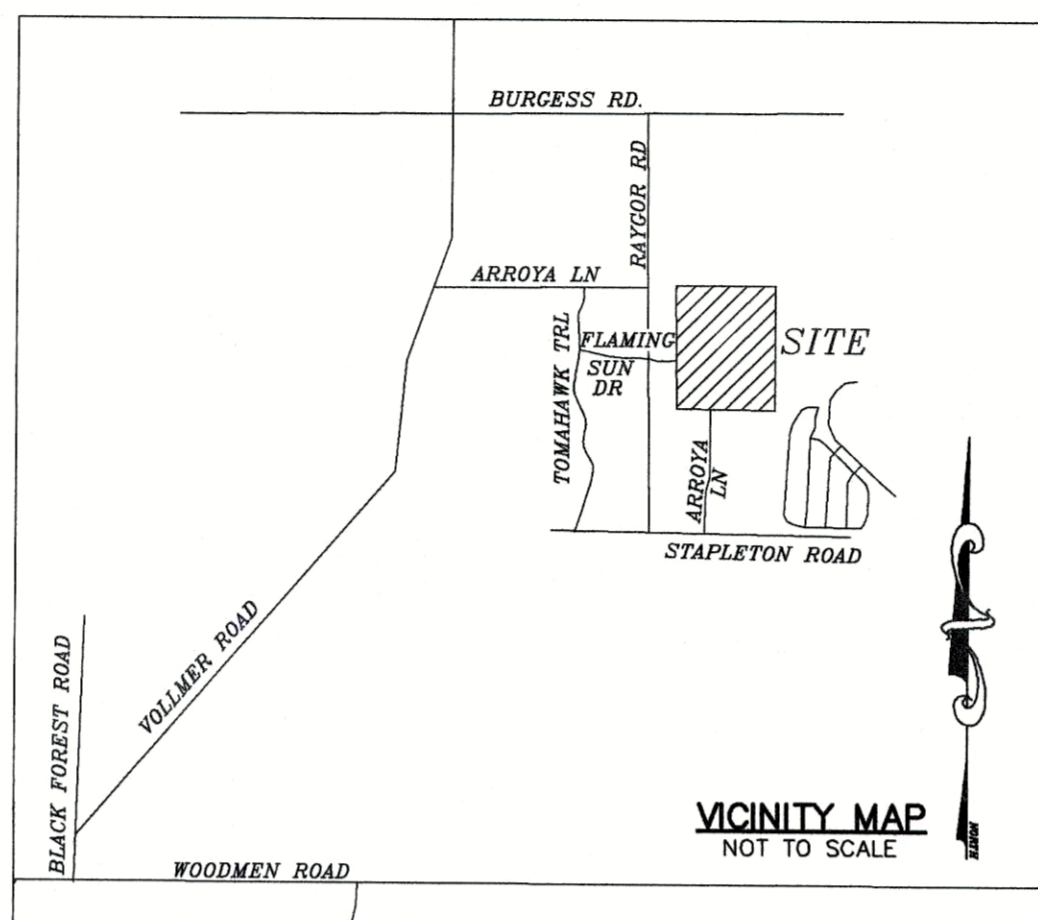 BURGESS RD.
RAYGOR RD
ARROYA LN
FLAMING
SUN
DR
SITE
TOMAHAWK TRL
ARROYA
LN
STAPLETON ROAD
VOLLMER ROAD
BLACK FOREST ROAD
VICINITY MAP
NOT TO SCALE
NORTH
WOODMEN ROAD